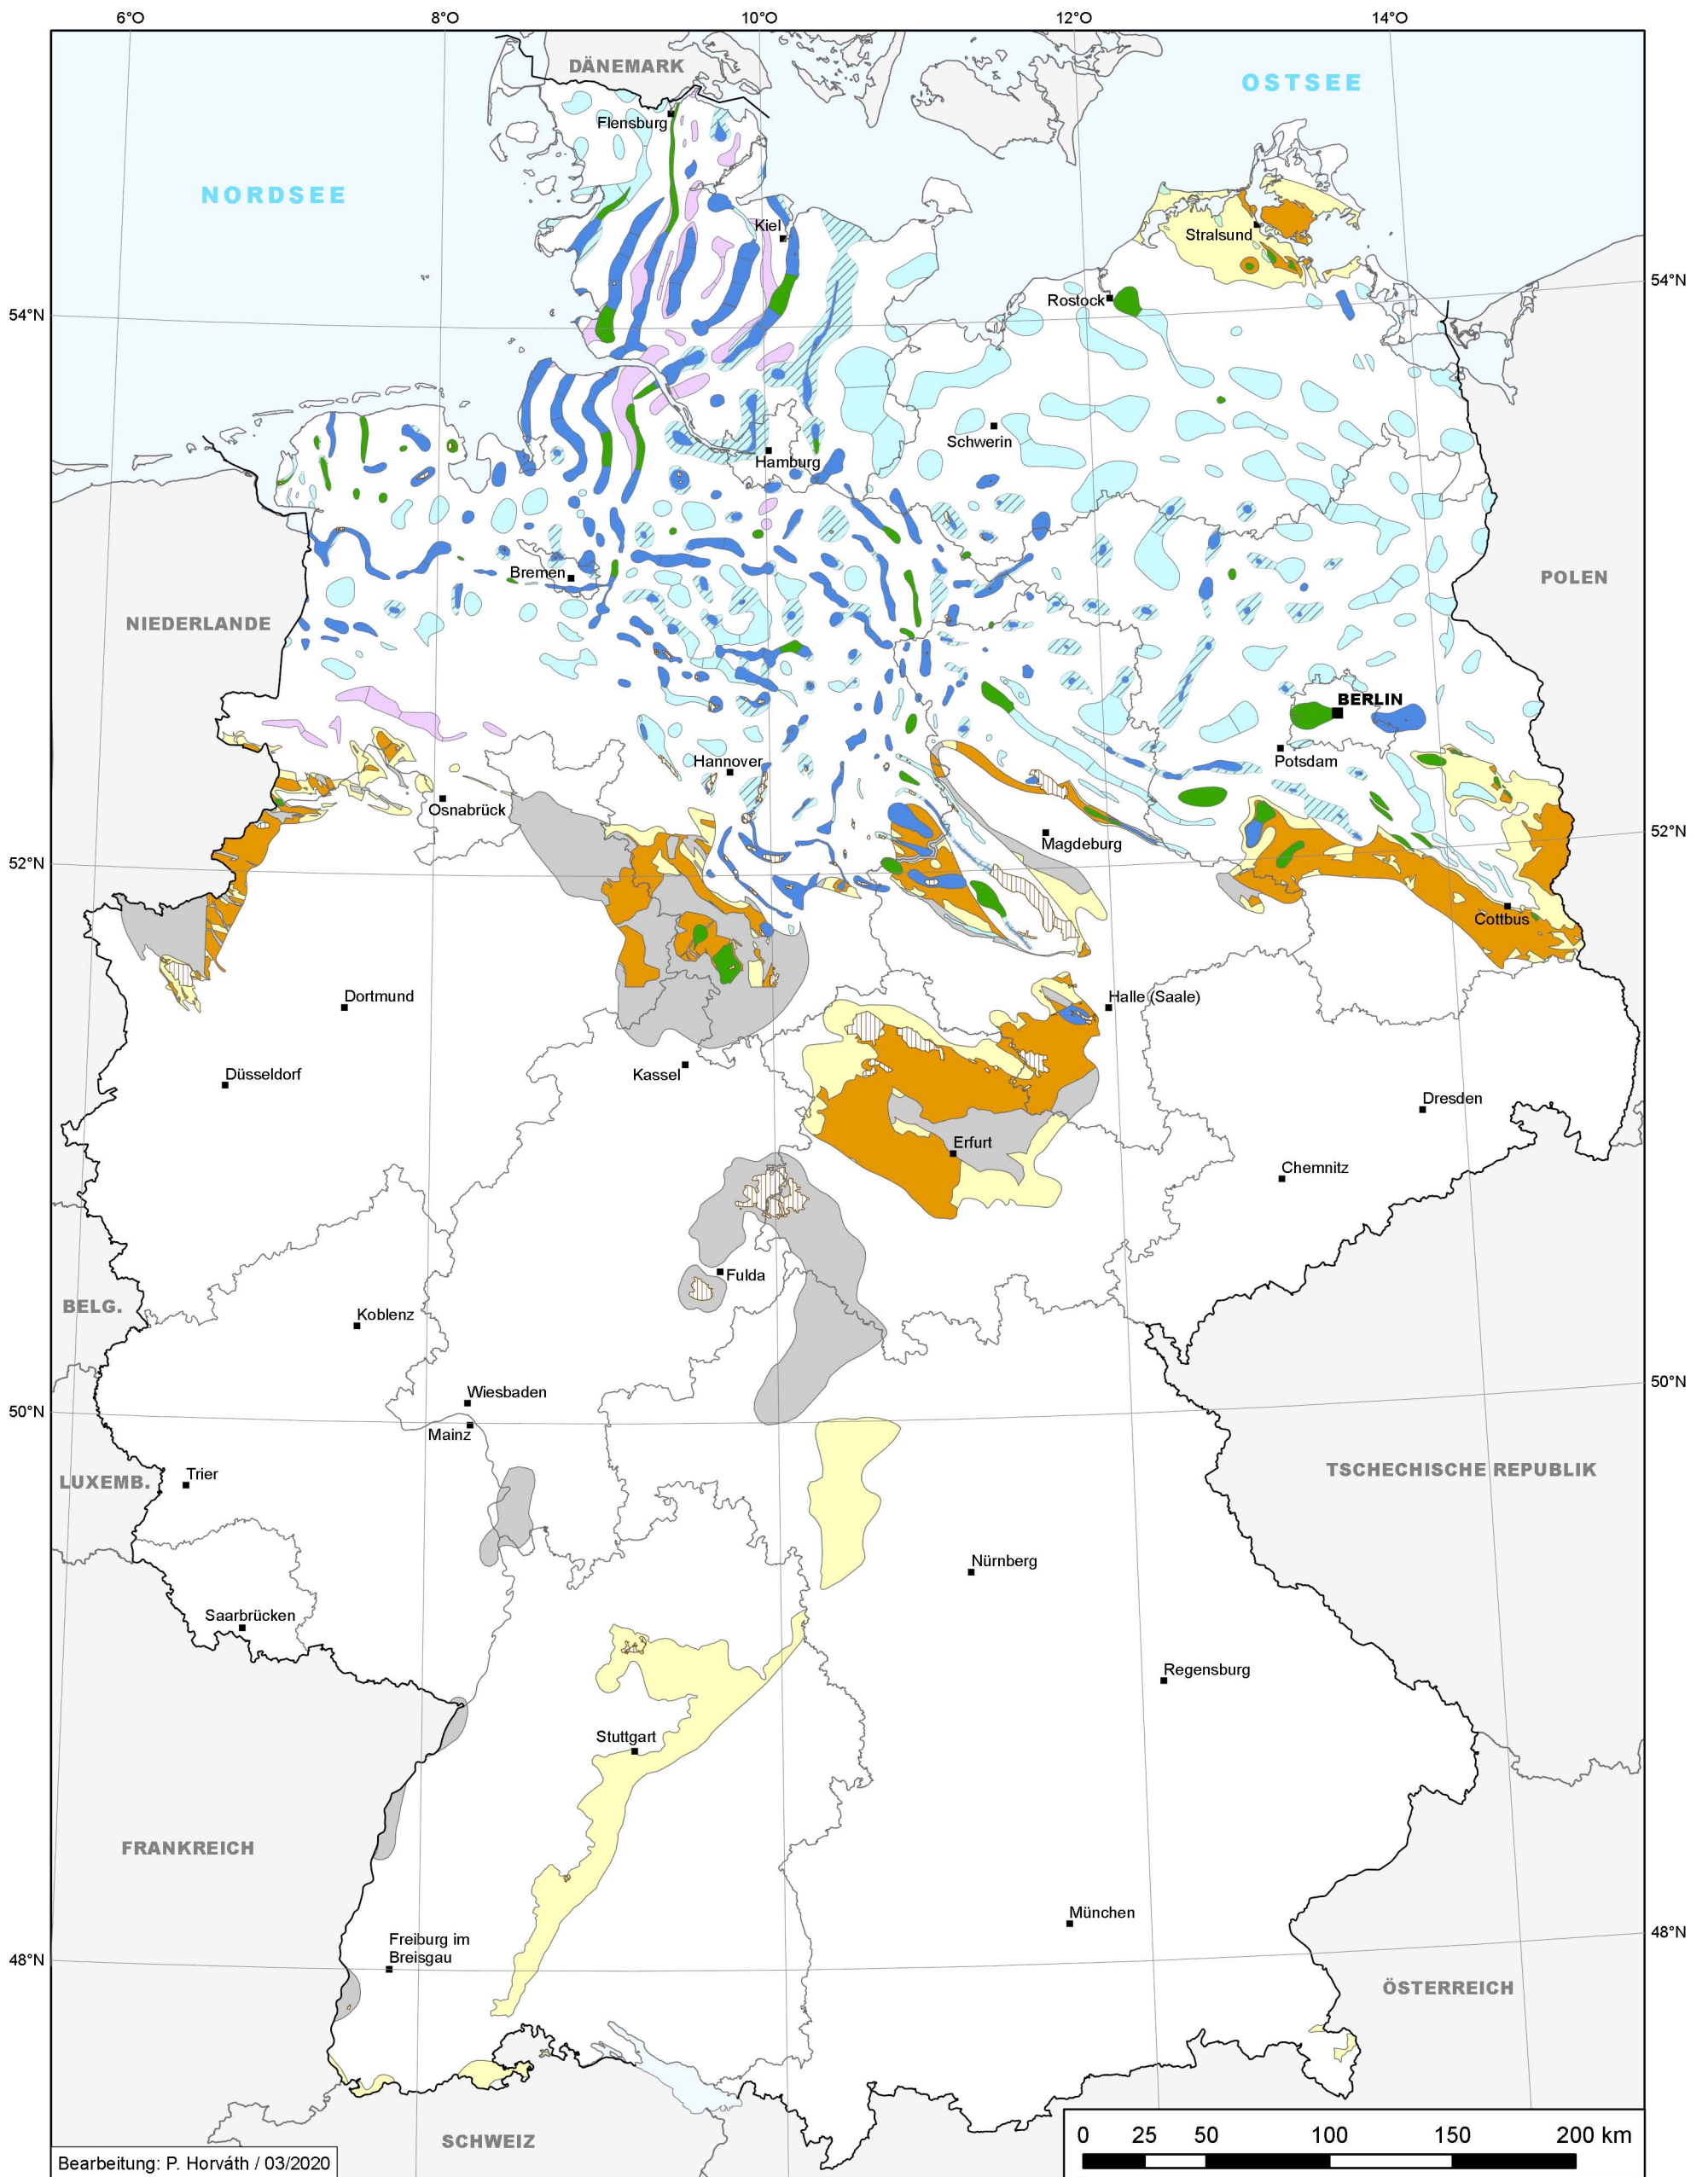 6°O 8°O 10°O 12°O 14°O
DÄNEMARK
OSTSEE
Flensburg
NORDSEE
Kiel
Stralsund
54°N
Rostock
54°N
Schwerin
Hamburg
Bremen
POLEN
NIEDERLANDE
BERLIN
Hannover
Potsdam
Osnabrück
52°N
Magdeburg
52°N
Cottbus
Dortmund
Halle (Saale)
Düsseldorf
Kassel
Dresden
Erfurt
Chemnitz
Fulda
BELG.
Koblenz
50°N
Wiesbaden
50°N
Mainz
TSCHECHISCHE REPUBLIK
Trier
LUXEMB.
Nürnberg
Saarbrücken
Regensburg
Stuttgart
FRANKREICH
München
48°N
Freiburg im
Breisgau
48°N
ÖSTERREICH
0 25 50 100 150 200 km
SCHWEIZ
Bearbeitung: P. Horváth / 03/2020